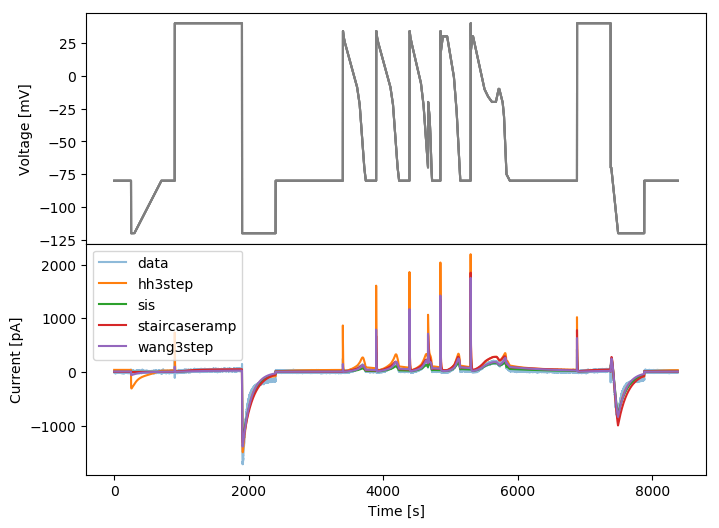 25
0
−25
−50
−75
−100
−125
Voltage [mV]
data
hh3step
sis
staircaseramp
wang3step
2000
1000
0
−1000
Current [pA]
0 2000 4000 6000 8000
Time [s]